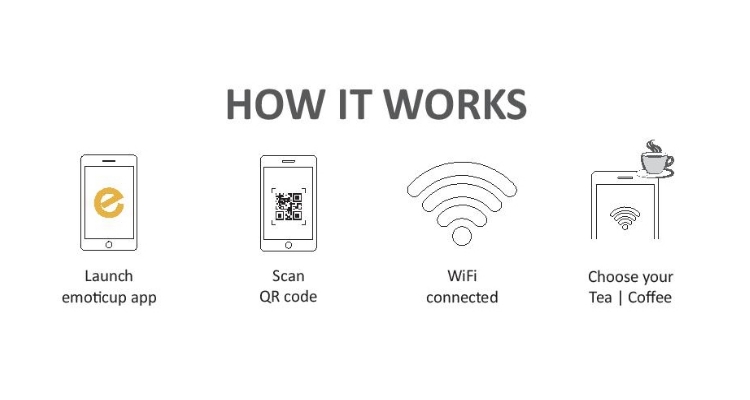 HOW IT WORKS
e
Launch
emoticup app
Scan
QR code
WiFi
connected
Choose your
Tea | Coffee